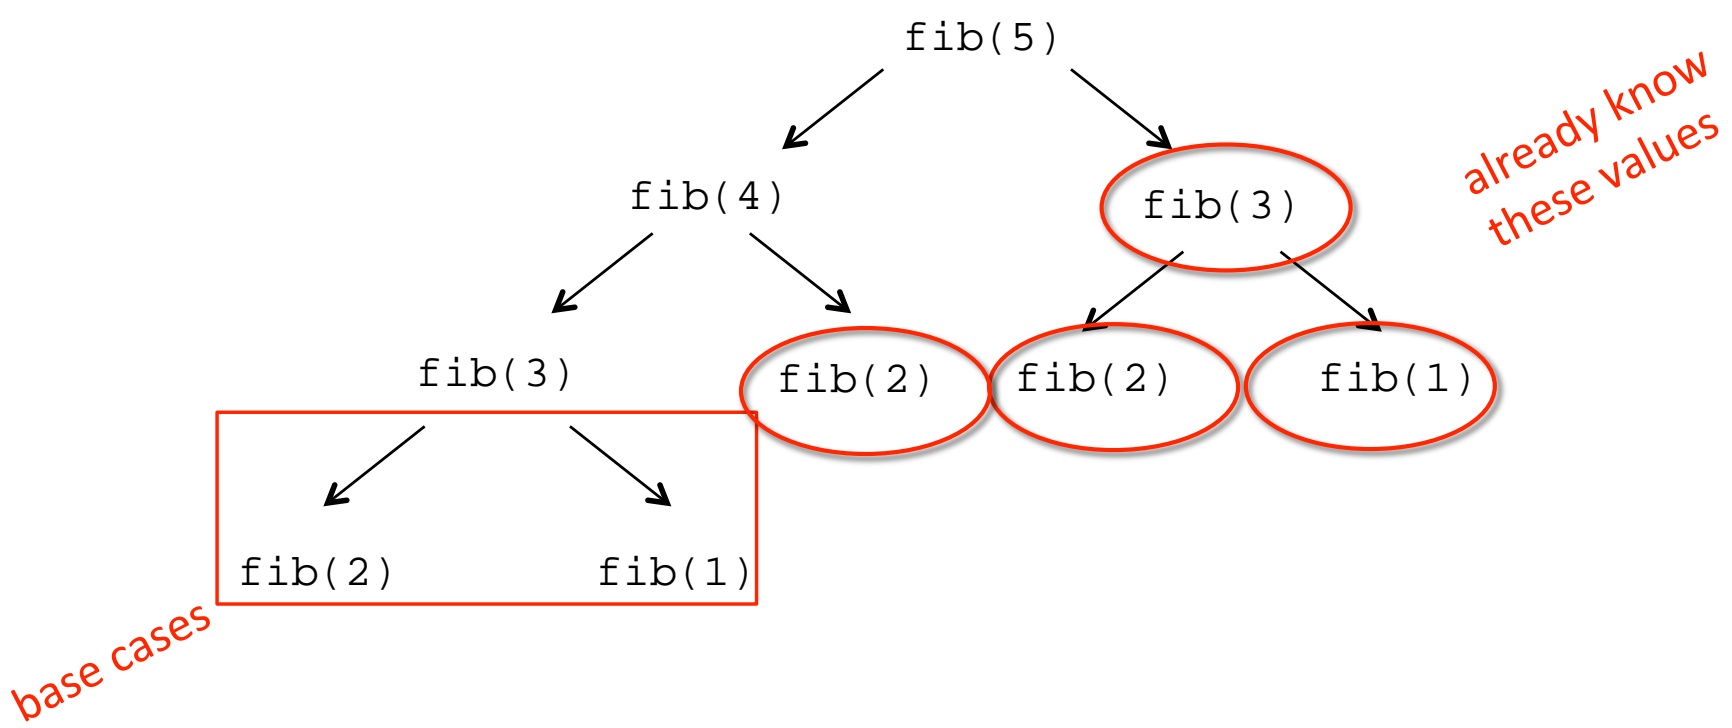 fib(5)
already know
these values
fib(4)
fib(3)
fib(3)
fib(2)
fib(2)
fib(1)
fib(2)
fib(1)
base cases